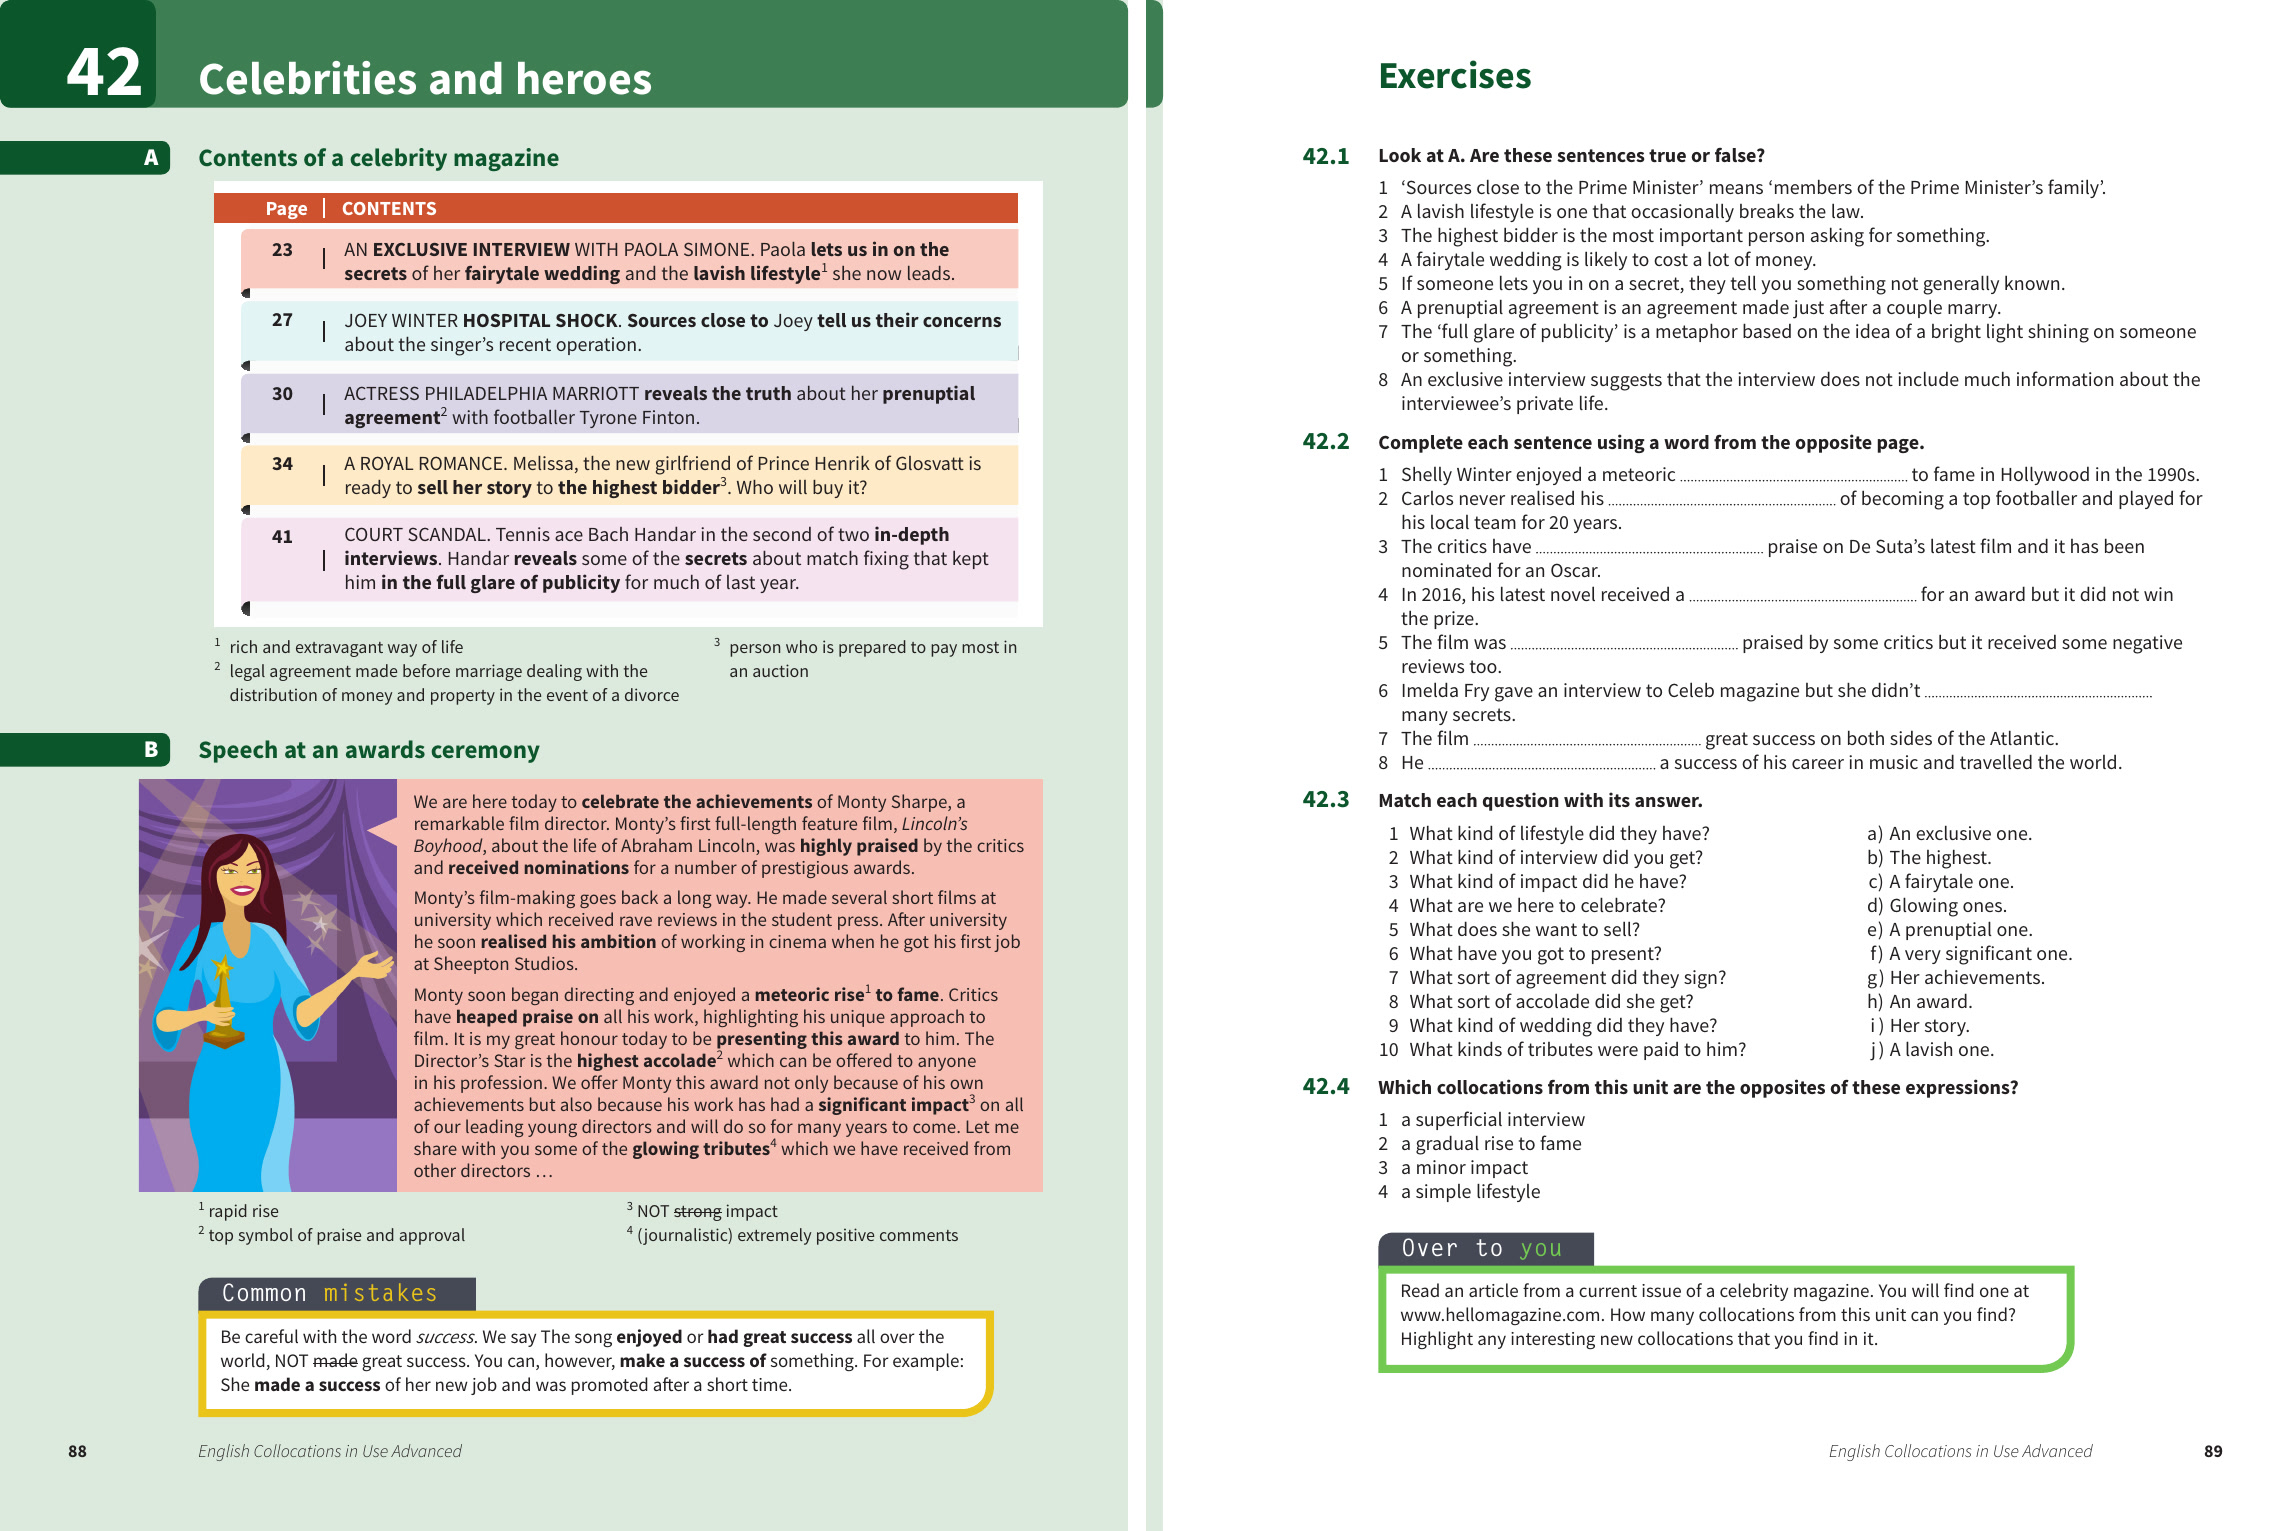 42
Celebrities and heroes
A
Contents of a celebrity magazine
Page | CONTENTS
23 | AN EXCLUSIVE INTERVIEW WITH PAOLA SIMONE. Paola lets us in on the
secrets of her fairytale wedding and the lavish lifestyle¹ she now leads.
27 | JOEY WINTER HOSPITAL SHOCK. Sources close to Joey tell us their concerns
about the singer’s recent operation.
30 | ACTRESS PHILADELPHIA MARRIOTT reveals the truth about her prenuptial
agreement² with footballer Tyrone Finton.
34 | A ROYAL ROMANCE. Melissa, the new girlfriend of Prince Henrik of Glosvatt is
ready to sell her story to the highest bidder³. Who will buy it?
41 | COURT SCANDAL. Tennis ace Bach Handar in the second of two in-depth
interviews. Handar reveals some of the secrets about match fixing that kept
him in the full glare of publicity for much of last year.
¹ rich and extravagant way of life
² legal agreement made before marriage dealing with the
distribution of money and property in the event of a divorce
³ person who is prepared to pay most in
an auction
B
Speech at an awards ceremony
We are here today to celebrate the achievements of Monty Sharpe, a
remarkable film director. Monty’s first full-length feature film, Lincoln’s
Boyhood, about the life of Abraham Lincoln, was highly praised by the critics
and received nominations for a number of prestigious awards.
Monty’s film-making goes back a long way. He made several short films at
university which received rave reviews in the student press. After university
he soon realised his ambition of working in cinema when he got his first job
at Sheepton Studios.
Monty soon began directing and enjoyed a meteoric rise¹ to fame. Critics
have heaped praise on all his work, highlighting his unique approach to
film. It is my great honour today to be presenting this award to him. The
Director’s Star is the highest accolade² which can be offered to anyone
in his profession. We offer Monty this award not only because of his own
achievements but also because his work has had a significant impact³ on all
of our leading young directors and will do so for many years to come. Let me
share with you some of the glowing tributes⁴ which we have received from
other directors …
¹ rapid rise
² top symbol of praise and approval
³ NOT strong impact
⁴ (journalistic) extremely positive comments
Common mistakes
Be careful with the word success. We say The song enjoyed or had great success all over the
world, NOT made great success. You can, however, make a success of something. For example:
She made a success of her new job and was promoted after a short time.
88
English Collocations in Use Advanced
Exercises
42.1 Look at A. Are these sentences true or false?
1 ‘Sources close to the Prime Minister’ means ‘members of the Prime Minister’s family’.
2 A lavish lifestyle is one that occasionally breaks the law.
3 The highest bidder is the most important person asking for something.
4 A fairytale wedding is likely to cost a lot of money.
5 If someone lets you in on a secret, they tell you something not generally known.
6 A prenuptial agreement is an agreement made just after a couple marry.
7 The ‘full glare of publicity’ is a metaphor based on the idea of a bright light shining on someone
or something.
8 An exclusive interview suggests that the interview does not include much information about the
interviewee’s private life.
42.2 Complete each sentence using a word from the opposite page.
1 Shelly Winter enjoyed a meteoric ........................ to fame in Hollywood in the 1990s.
2 Carlos never realised his ........................ of becoming a top footballer and played for
his local team for 20 years.
3 The critics have ........................ praise on De Suta’s latest film and it has been
nominated for an Oscar.
4 In 2016, his latest novel received a ........................ for an award but it did not win
the prize.
5 The film was ........................ praised by some critics but it received some negative
reviews too.
6 Imelda Fry gave an interview to Celeb magazine but she didn’t ........................
many secrets.
7 The film ........................ great success on both sides of the Atlantic.
8 He ........................ a success of his career in music and travelled the world.
42.3 Match each question with its answer.
1 What kind of lifestyle did they have? a) An exclusive one.
2 What kind of interview did you get? b) The highest.
3 What kind of impact did he have? c) A fairytale one.
4 What are we here to celebrate? d) Glowing ones.
5 What does she want to sell? e) A prenuptial one.
6 What have you got to present? f) A very significant one.
7 What sort of agreement did they sign? g) Her achievements.
8 What sort of accolade did she get? h) An award.
9 What kind of wedding did they have? i) Her story.
10 What kinds of tributes were paid to him? j) A lavish one.
42.4 Which collocations from this unit are the opposites of these expressions?
1 a superficial interview
2 a gradual rise to fame
3 a minor impact
4 a simple lifestyle
Over to you
Read an article from a current issue of a celebrity magazine. You will find one at
www.hellomagazine.com. How many collocations from this unit can you find?
Highlight any interesting new collocations that you find in it.
English Collocations in Use Advanced
89